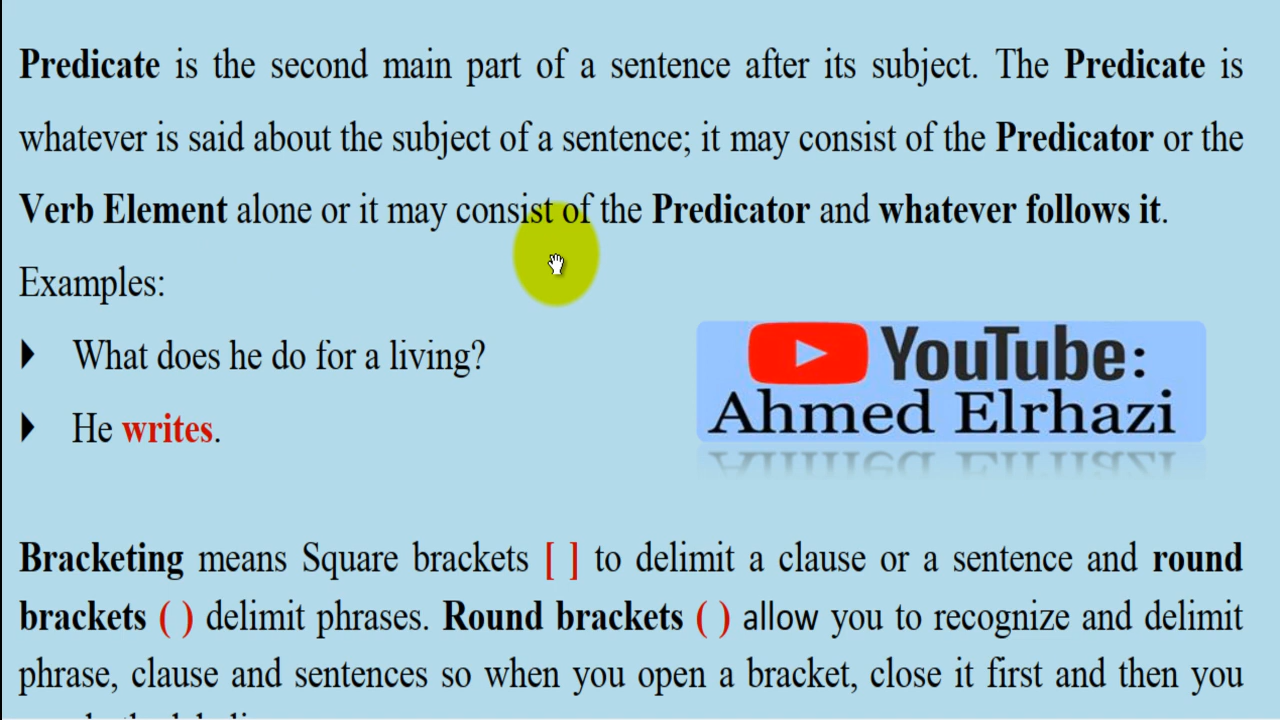 Predicate is the second main part of a sentence after its subject. The Predicate is
whatever is said about the subject of a sentence; it may consist of the Predicator or the
Verb Element alone or it may consist of the Predicator and whatever follows it.
Examples:
What does he do for a living?
He writes.
YouTube:
Ahmed Elrhazi
Bracketing means Square brackets [ ] to delimit a clause or a sentence and round
brackets ( ) delimit phrases. Round brackets ( ) allow you to recognize and delimit
phrase, clause and sentences so when you open a bracket, close it first and then you